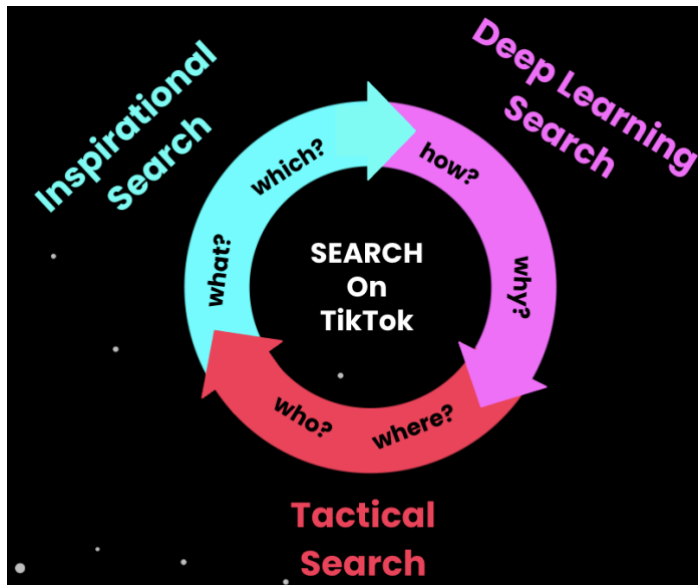 Inspirational
Search
Deep Learning
Search
which?
how?
what?
why?
SEARCH
On
TikTok
who?
where?
Tactical
Search